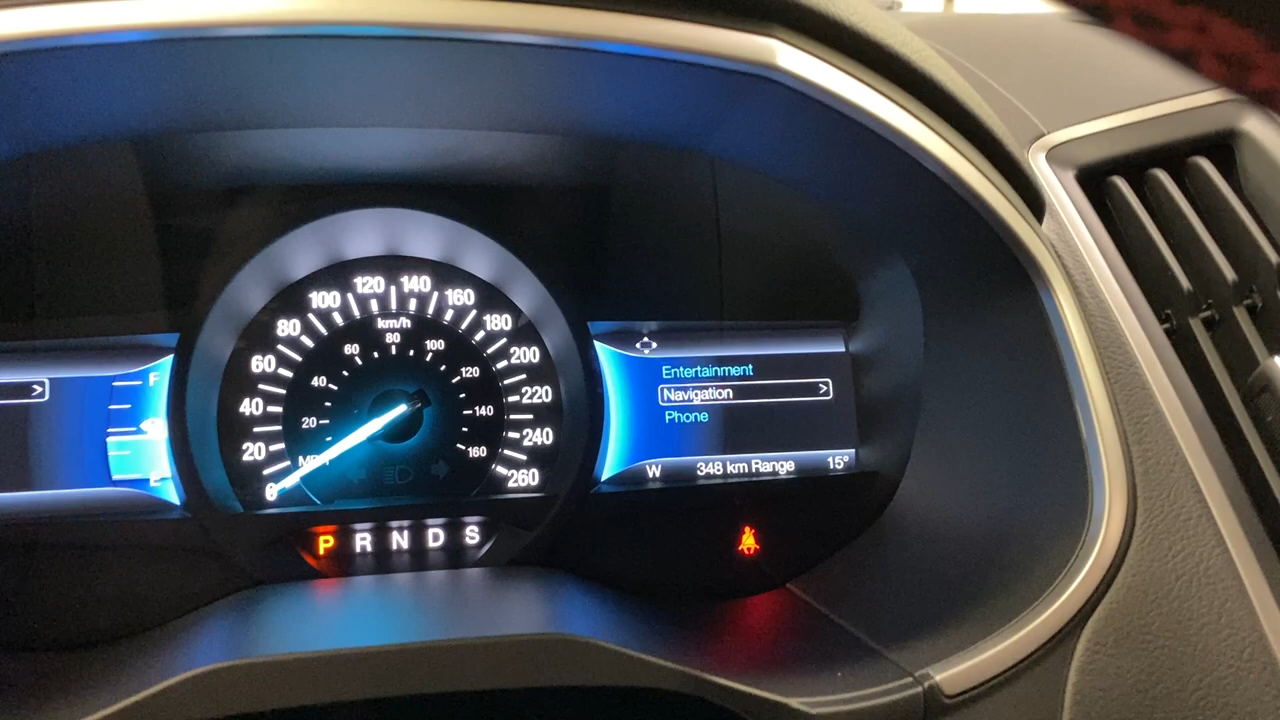 >
F
E
0
20
40
60
80
100
120
140
160
180
200
220
240
260
km/h
20
40
60
80
100
120
140
160
P R N D S
Entertainment
Navigation >
Phone
W 348 km Range 15°